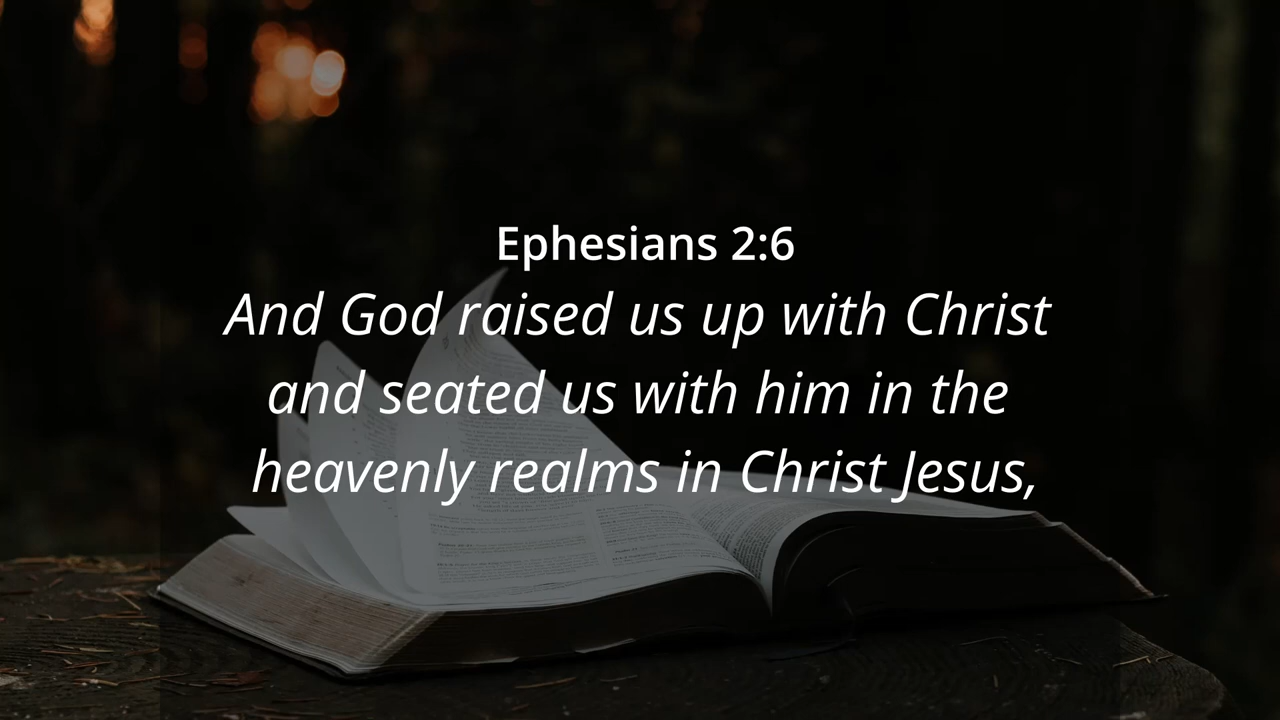 Ephesians 2:6
And God raised us up with Christ
and seated us with him in the
heavenly realms in Christ Jesus,